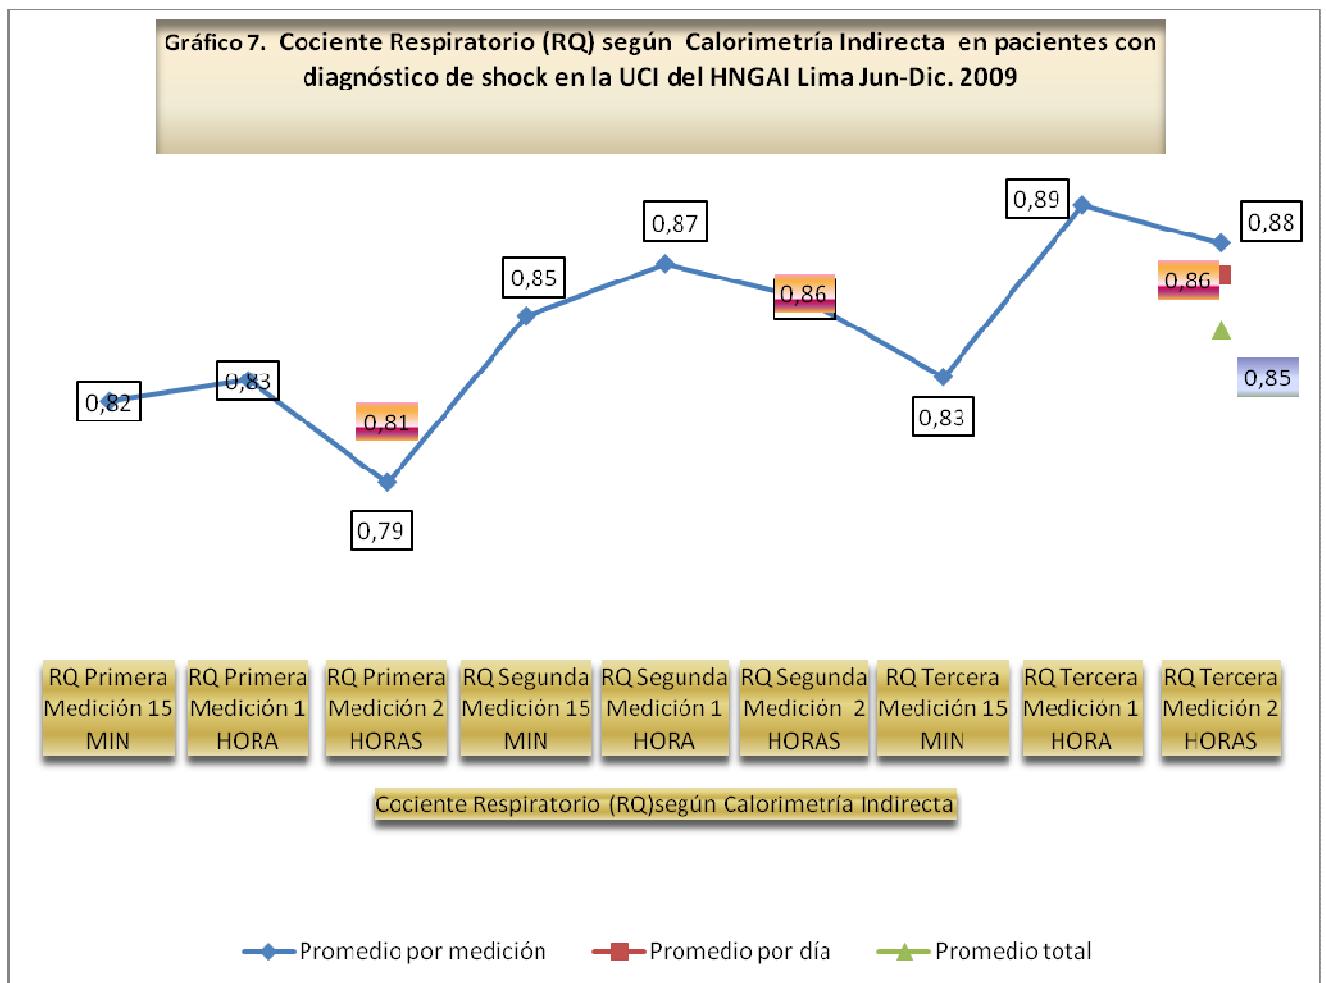 Gráfico 7. Cociente Respiratorio (RQ) según Calorimetría Indirecta en pacientes con
diagnóstico de shock en la UCI del HNGAI Lima Jun-Dic. 2009
0,82
0,83
0,81
0,79
0,85
0,87
0,86
0,83
0,89
0,88
0,86
0,85
RQ Primera
Medición 15
MIN
RQ Primera
Medición 1
HORA
RQ Primera
Medición 2
HORAS
RQ Segunda
Medición 15
MIN
RQ Segunda
Medición 1
HORA
RQ Segunda
Medición 2
HORAS
RQ Tercera
Medición 15
MIN
RQ Tercera
Medición 1
HORA
RQ Tercera
Medición 2
HORAS
Cociente Respiratorio (RQ)según Calorimetría Indirecta
Promedio por medición
Promedio por día
Promedio total